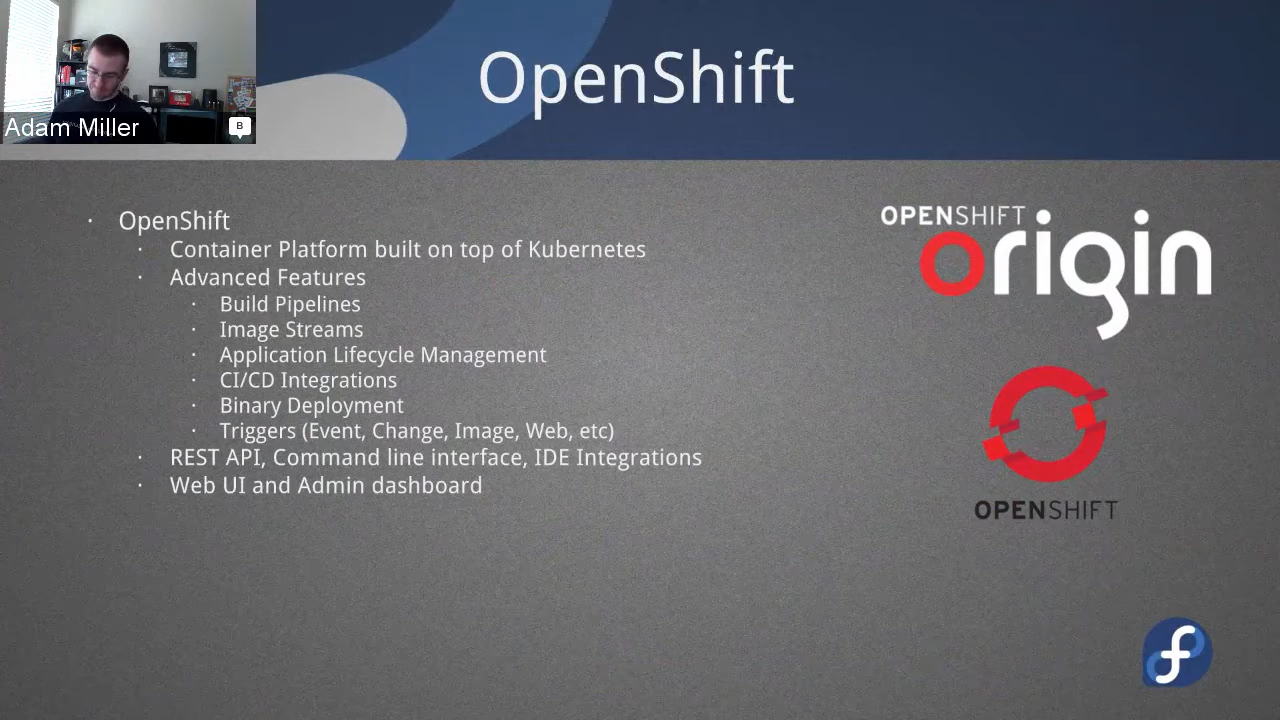 OpenShift
Adam Miller
B
· OpenShift
· Container Platform built on top of Kubernetes
· Advanced Features
· Build Pipelines
· Image Streams
· Application Lifecycle Management
· CI/CD Integrations
· Binary Deployment
· Triggers (Event, Change, Image, Web, etc)
· REST API, Command line interface, IDE Integrations
· Web UI and Admin dashboard
OPENSHIFT
origin
OPENSHIFT